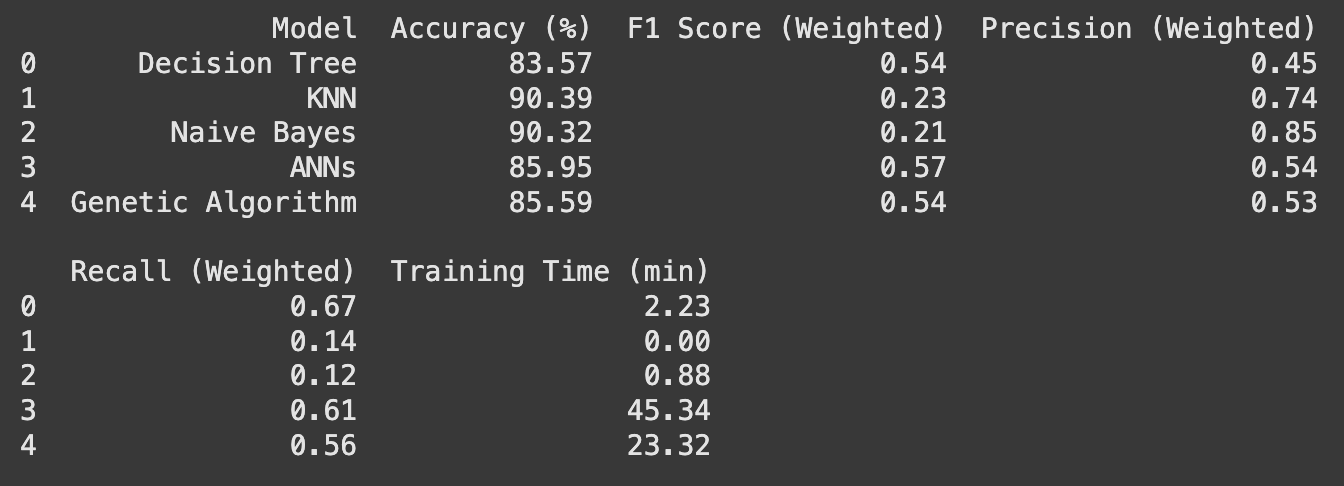 Model Accuracy (%) F1 Score (Weighted) Precision (Weighted)
0 Decision Tree 83.57 0.54 0.45
1 KNN 90.39 0.23 0.74
2 Naive Bayes 90.32 0.21 0.85
3 ANNs 85.95 0.57 0.54
4 Genetic Algorithm 85.59 0.54 0.53
Recall (Weighted) Training Time (min)
0 0.67 2.23
1 0.14 0.00
2 0.12 0.88
3 0.61 45.34
4 0.56 23.32